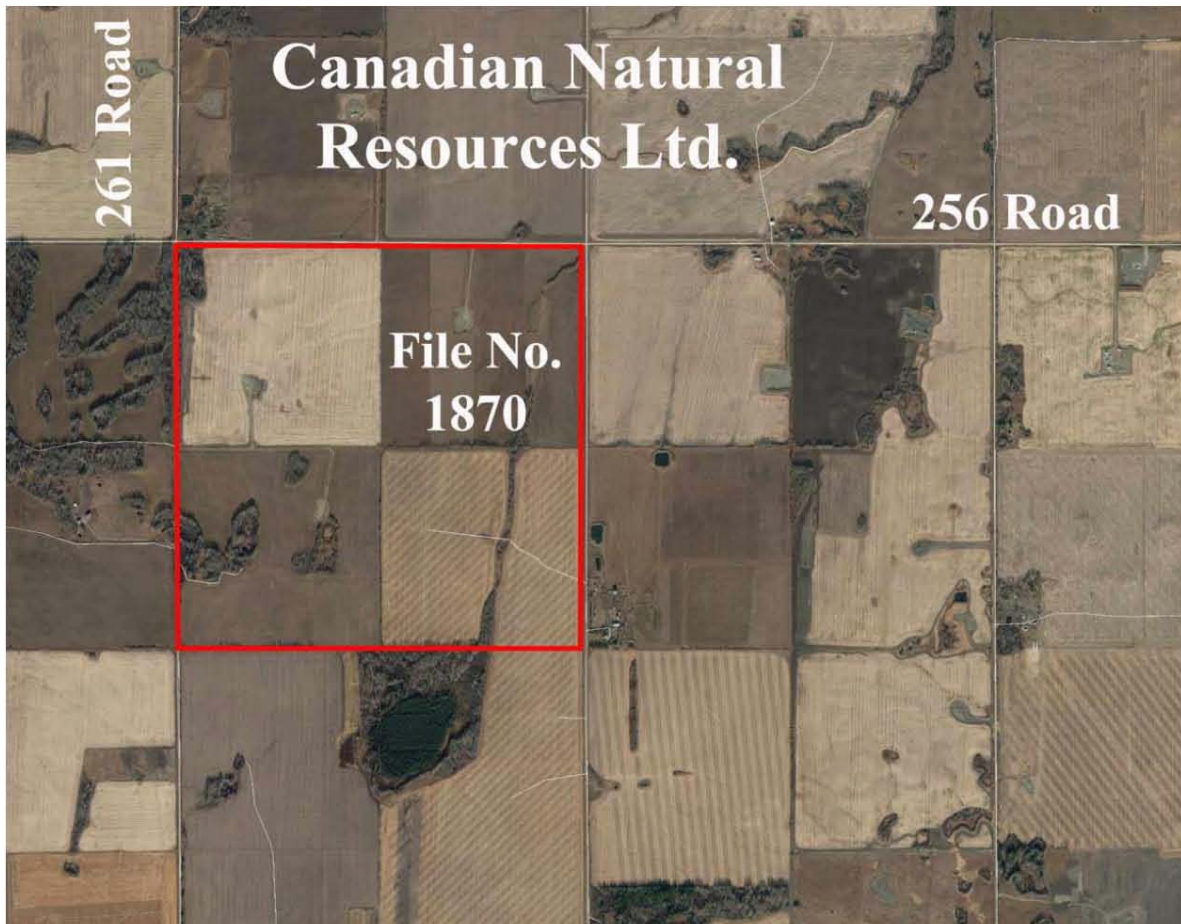 261 Road
Canadian Natural
Resources Ltd.
256 Road
File No.
1870